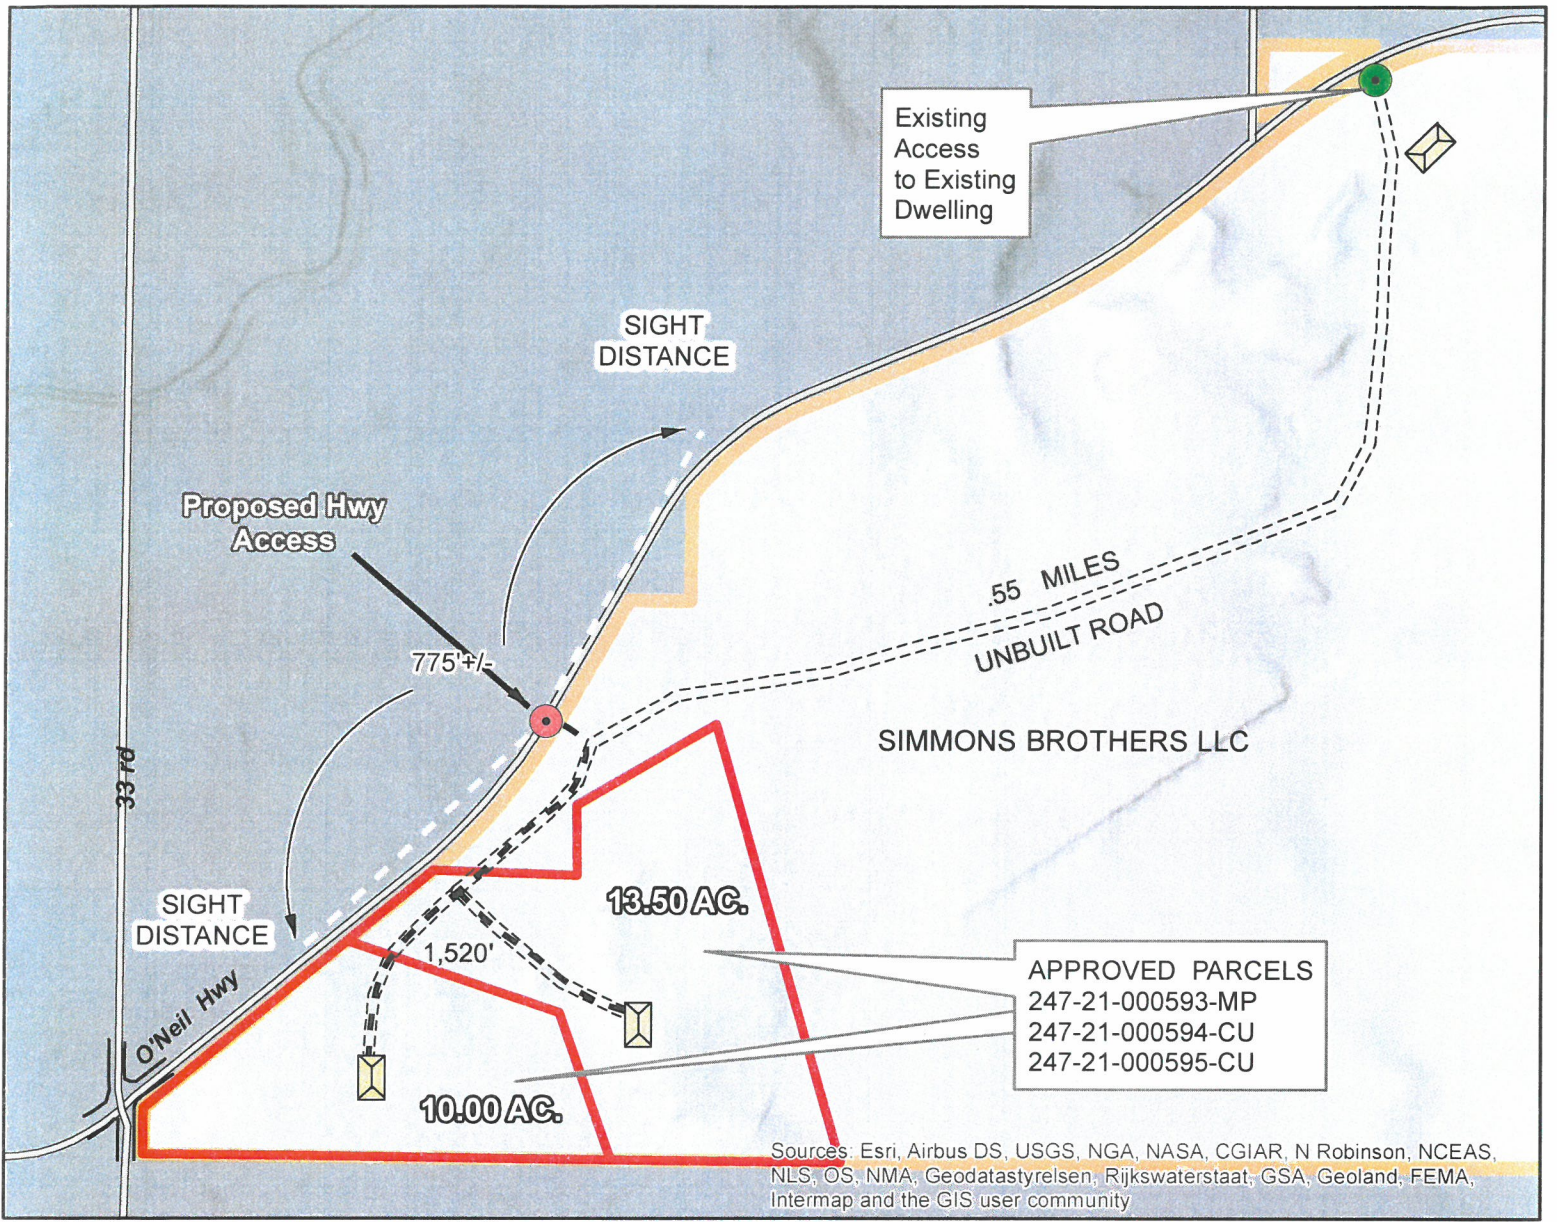 Existing
Access
to Existing
Dwelling
SIGHT
DISTANCE
Proposed Hwy
Access
775'+/-
.55 MILES
UNBUILT ROAD
SIMMONS BROTHERS LLC
33 rd
13.50 AC.
SIGHT
DISTANCE
1,520'
O'Neil Hwy
APPROVED PARCELS
247-21-000593-MP
247-21-000594-CU
247-21-000595-CU
10.00 AC.
Sources: Esri, Airbus DS, USGS, NGA, NASA, CGIAR, N Robinson, NCEAS,
NLS, OS, NMA, Geodatastyrelsen, Rijkswaterstaat, GSA, Geoland, FEMA,
Intermap and the GIS user community